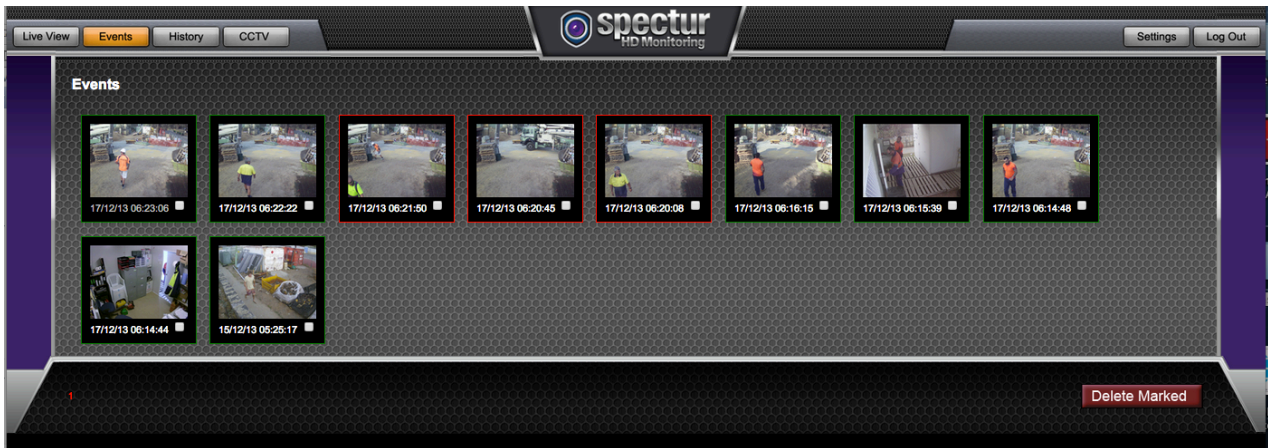 Live View
Events
History
CCTV
spectur
HD Monitoring
Settings
Log Out
Events
17/12/13 06:23:06
17/12/13 06:22:22
17/12/13 06:21:50
17/12/13 06:20:45
17/12/13 06:20:08
17/12/13 06:16:15
17/12/13 06:15:39
17/12/13 06:14:48
17/12/13 06:14:44
15/12/13 05:25:17
1
Delete Marked